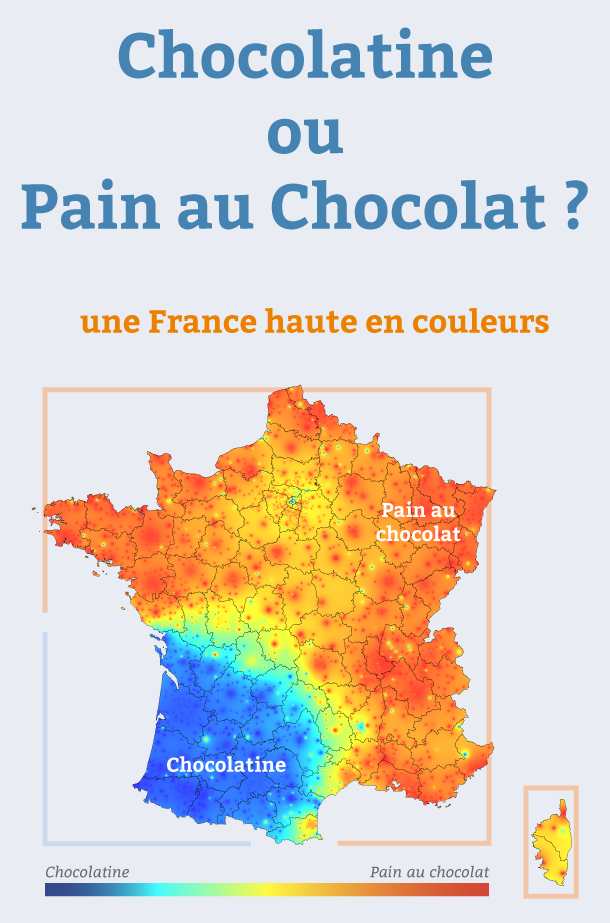 Chocolatine
ou
Pain au Chocolat ?
une France haute en couleurs
Pain au
chocolat
Chocolatine
Chocolatine
Pain au chocolat